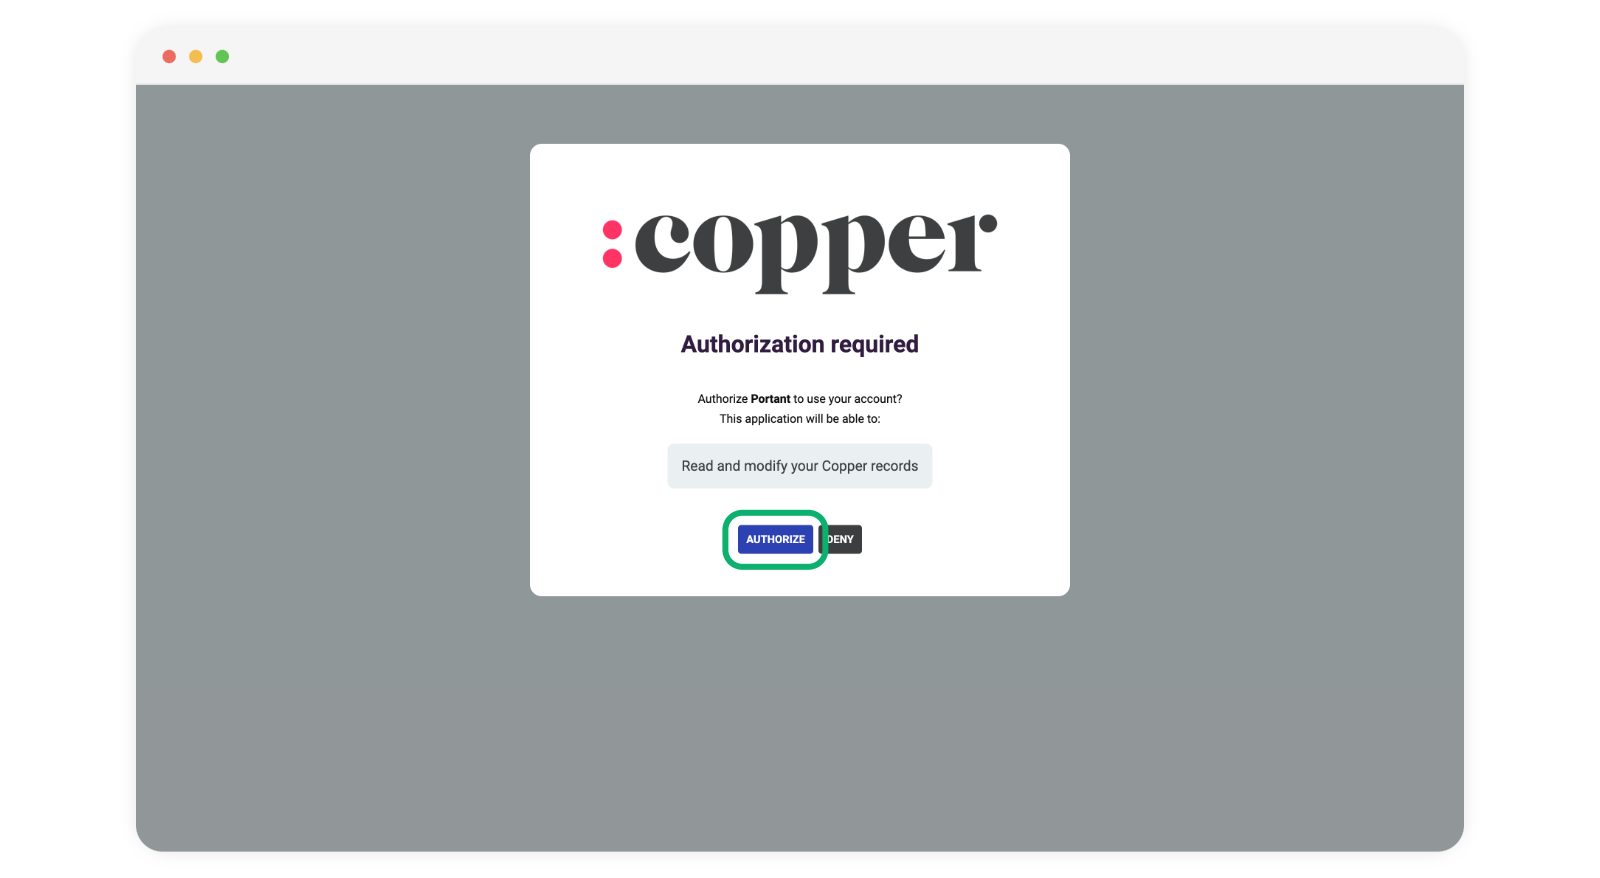 :copper
Authorization required
Authorize Portant to use your account?
This application will be able to:
Read and modify your Copper records
AUTHORIZE DENY